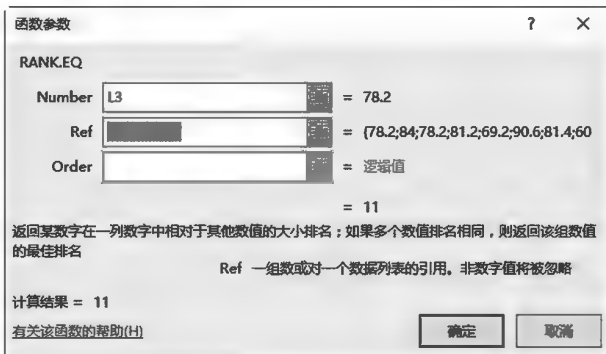 函数参数 ? ×
RANK.EQ
Number L3 = 78.2
Ref = {78.2;84;78.2;81.2;69.2;90.6;81.4;60
Order = 逻辑值
= 11
返回某数字在一列数字中相对于其他数值的大小排名；如果多个数值排名相同，则返回该组数值
的最佳排名
Ref 一组数或对一个数据列表的引用。非数字值将被忽略
计算结果 = 11
有关该函数的帮助(H)
确定 取消